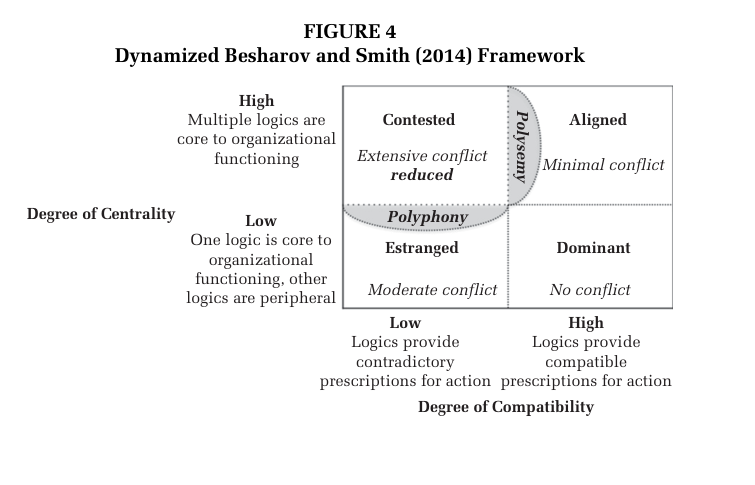 FIGURE 4
Dynamized Besharov and Smith (2014) Framework
High
Multiple logics are
core to organizational
functioning
Contested
Extensive conflict
reduced
Polysemy
Aligned
Minimal conflict
Degree of Centrality
Low
One logic is core to
organizational
functioning, other
logics are peripheral
Polyphony
Estranged
Moderate conflict
Dominant
No conflict
Low
Logics provide
contradictory
prescriptions for action
High
Logics provide
compatible
prescriptions for action
Degree of Compatibility